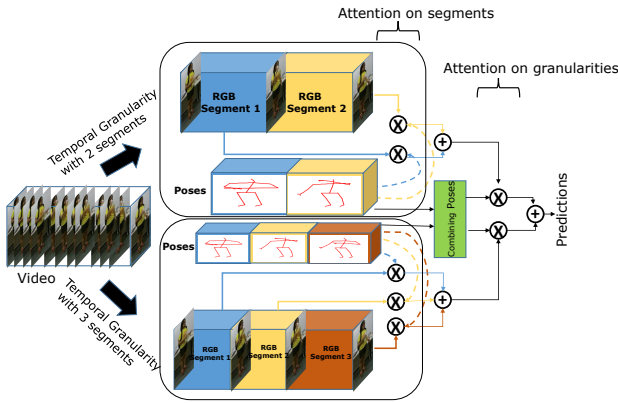 Attention on segments
Attention on granularities
Temporal Granularity
with 2 segments
RGB
Segment 1
RGB
Segment 2
X
X
+
Poses
Video
Combining Poses
X
X
+
Predictions
Poses
Temporal Granularity
with 3 segments
X
X
X
+
RGB
Segment 1
RGB
Segment 2
RGB
Segment 3